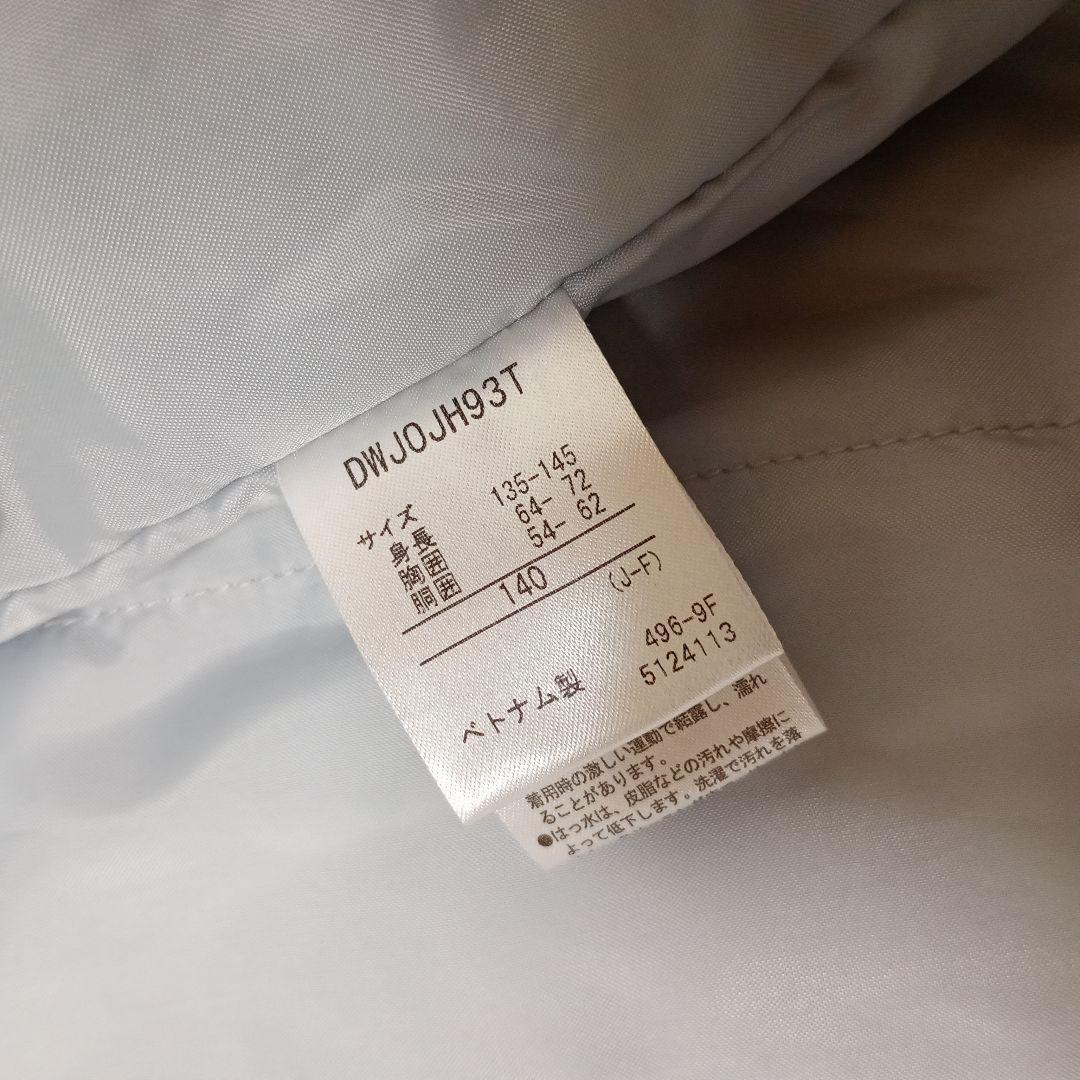 DWJOJH93T
サイズ
身長 135-145
胸囲 64- 72
胴囲 54- 62
140 (J-F)
496-9F
ベトナム製 5124113
着用時の激しい運動で結露し、濡れ
ることがあります。
●はっ水は、皮脂などの汚れや摩擦に
よって低下します。洗濯で汚れを落